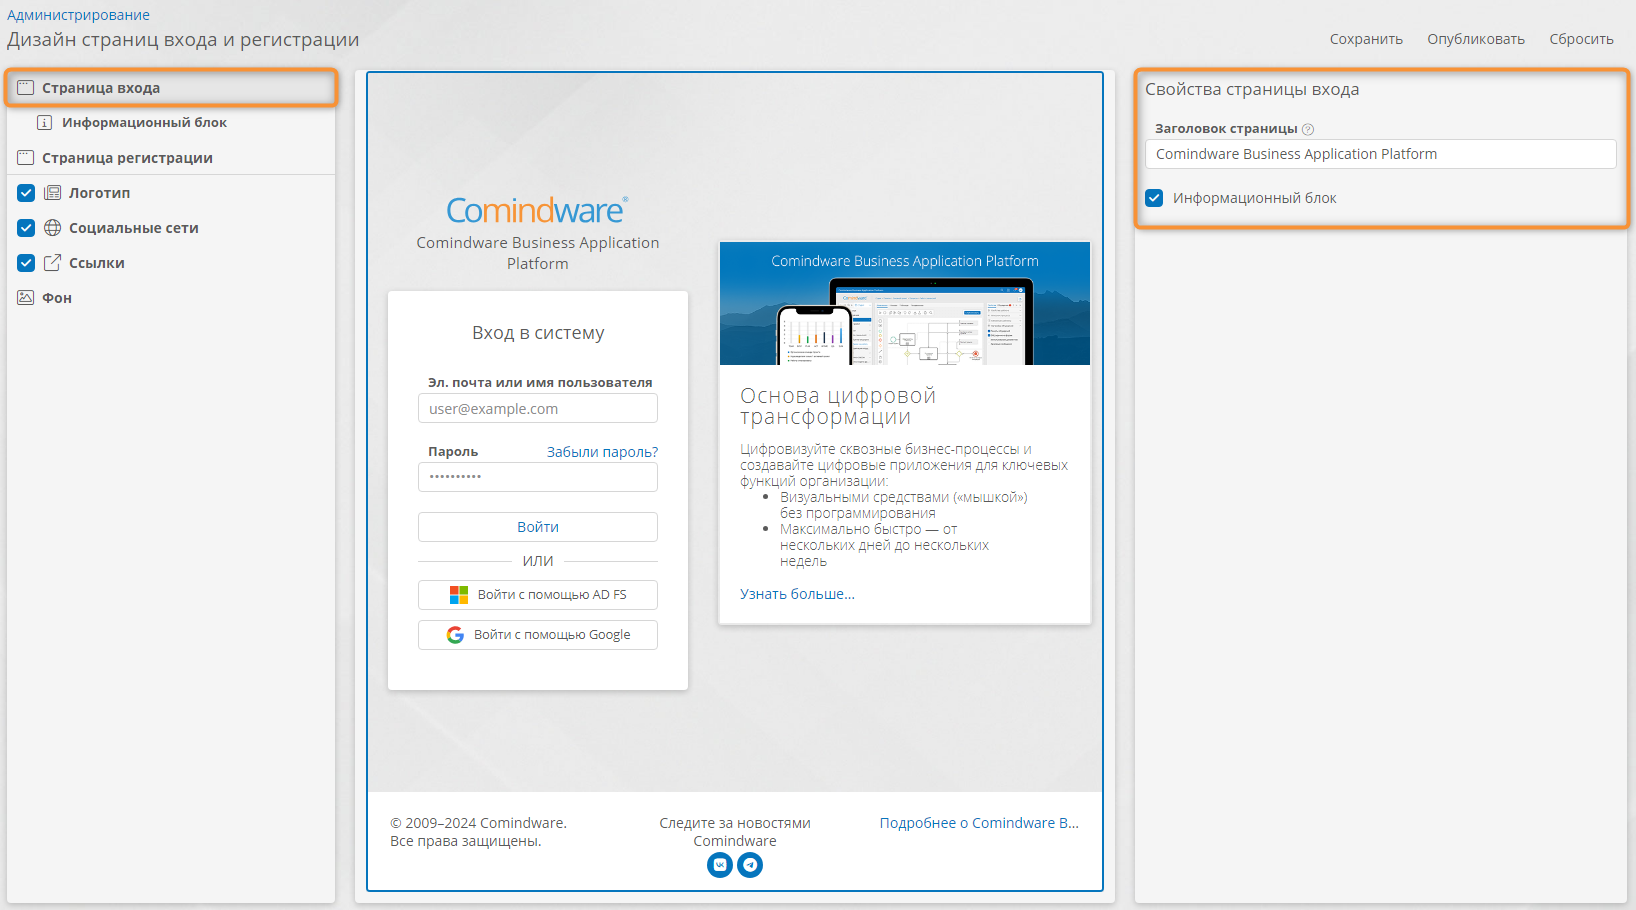 Администрирование
Дизайн страниц входа и регистрации
Сохранить Опубликовать Сбросить
Страница входа
Информационный блок
Страница регистрации
Логотип
Социальные сети
Ссылки
Фон
Comindware®
Comindware Business Application
Platform
Вход в систему
Эл. почта или имя пользователя
user@example.com
Пароль Забыли пароль?
••••••••••
Войти
ИЛИ
Войти с помощью AD FS
Войти с помощью Google
Comindware Business Application Platform
Основа цифровой
трансформации
Цифровизуйте сквозные бизнес-процессы и
создавайте цифровые приложения для ключевых
функций организации:
• Визуальными средствами («мышкой»)
без программирования
• Максимально быстро — от
нескольких дней до нескольких
недель
Узнать больше...
© 2009–2024 Comindware.
Все права защищены.
Следите за новостями
Comindware
Подробнее о Comindware B...
Свойства страницы входа
Заголовок страницы
Comindware Business Application Platform
Информационный блок